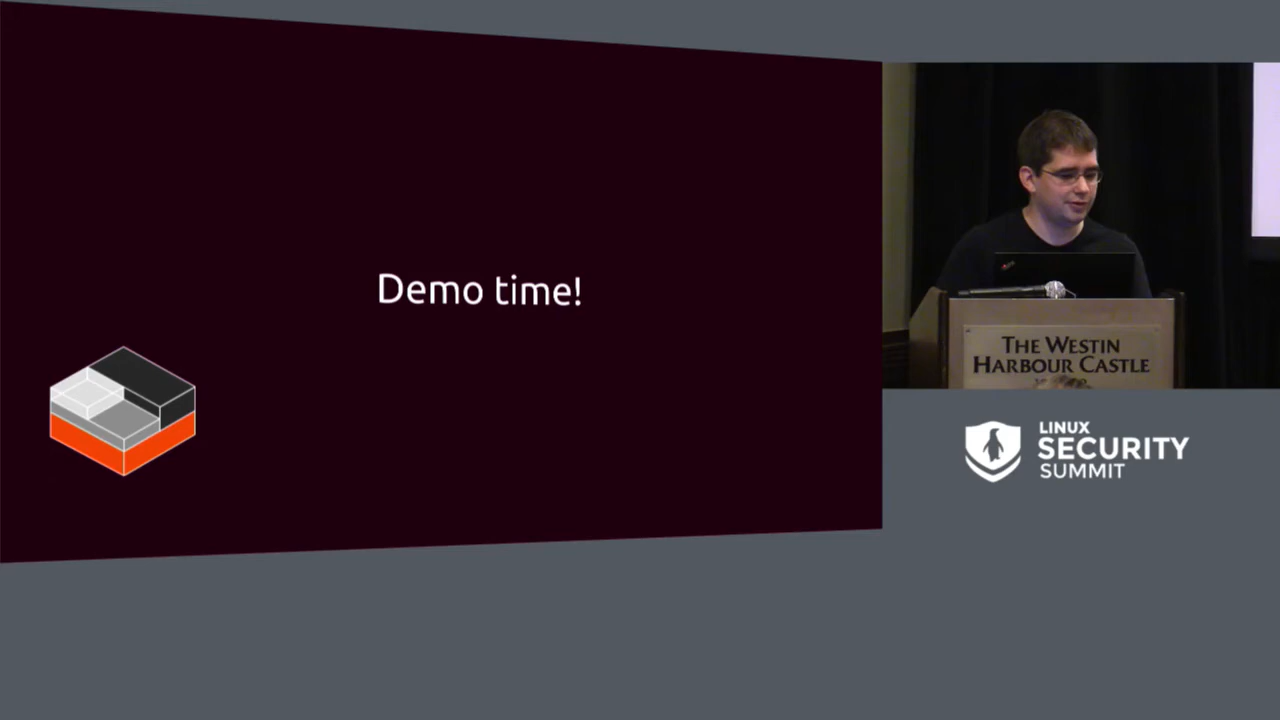 Demo time!
THE WESTIN
HARBOUR CASTLE
LINUX
SECURITY
SUMMIT